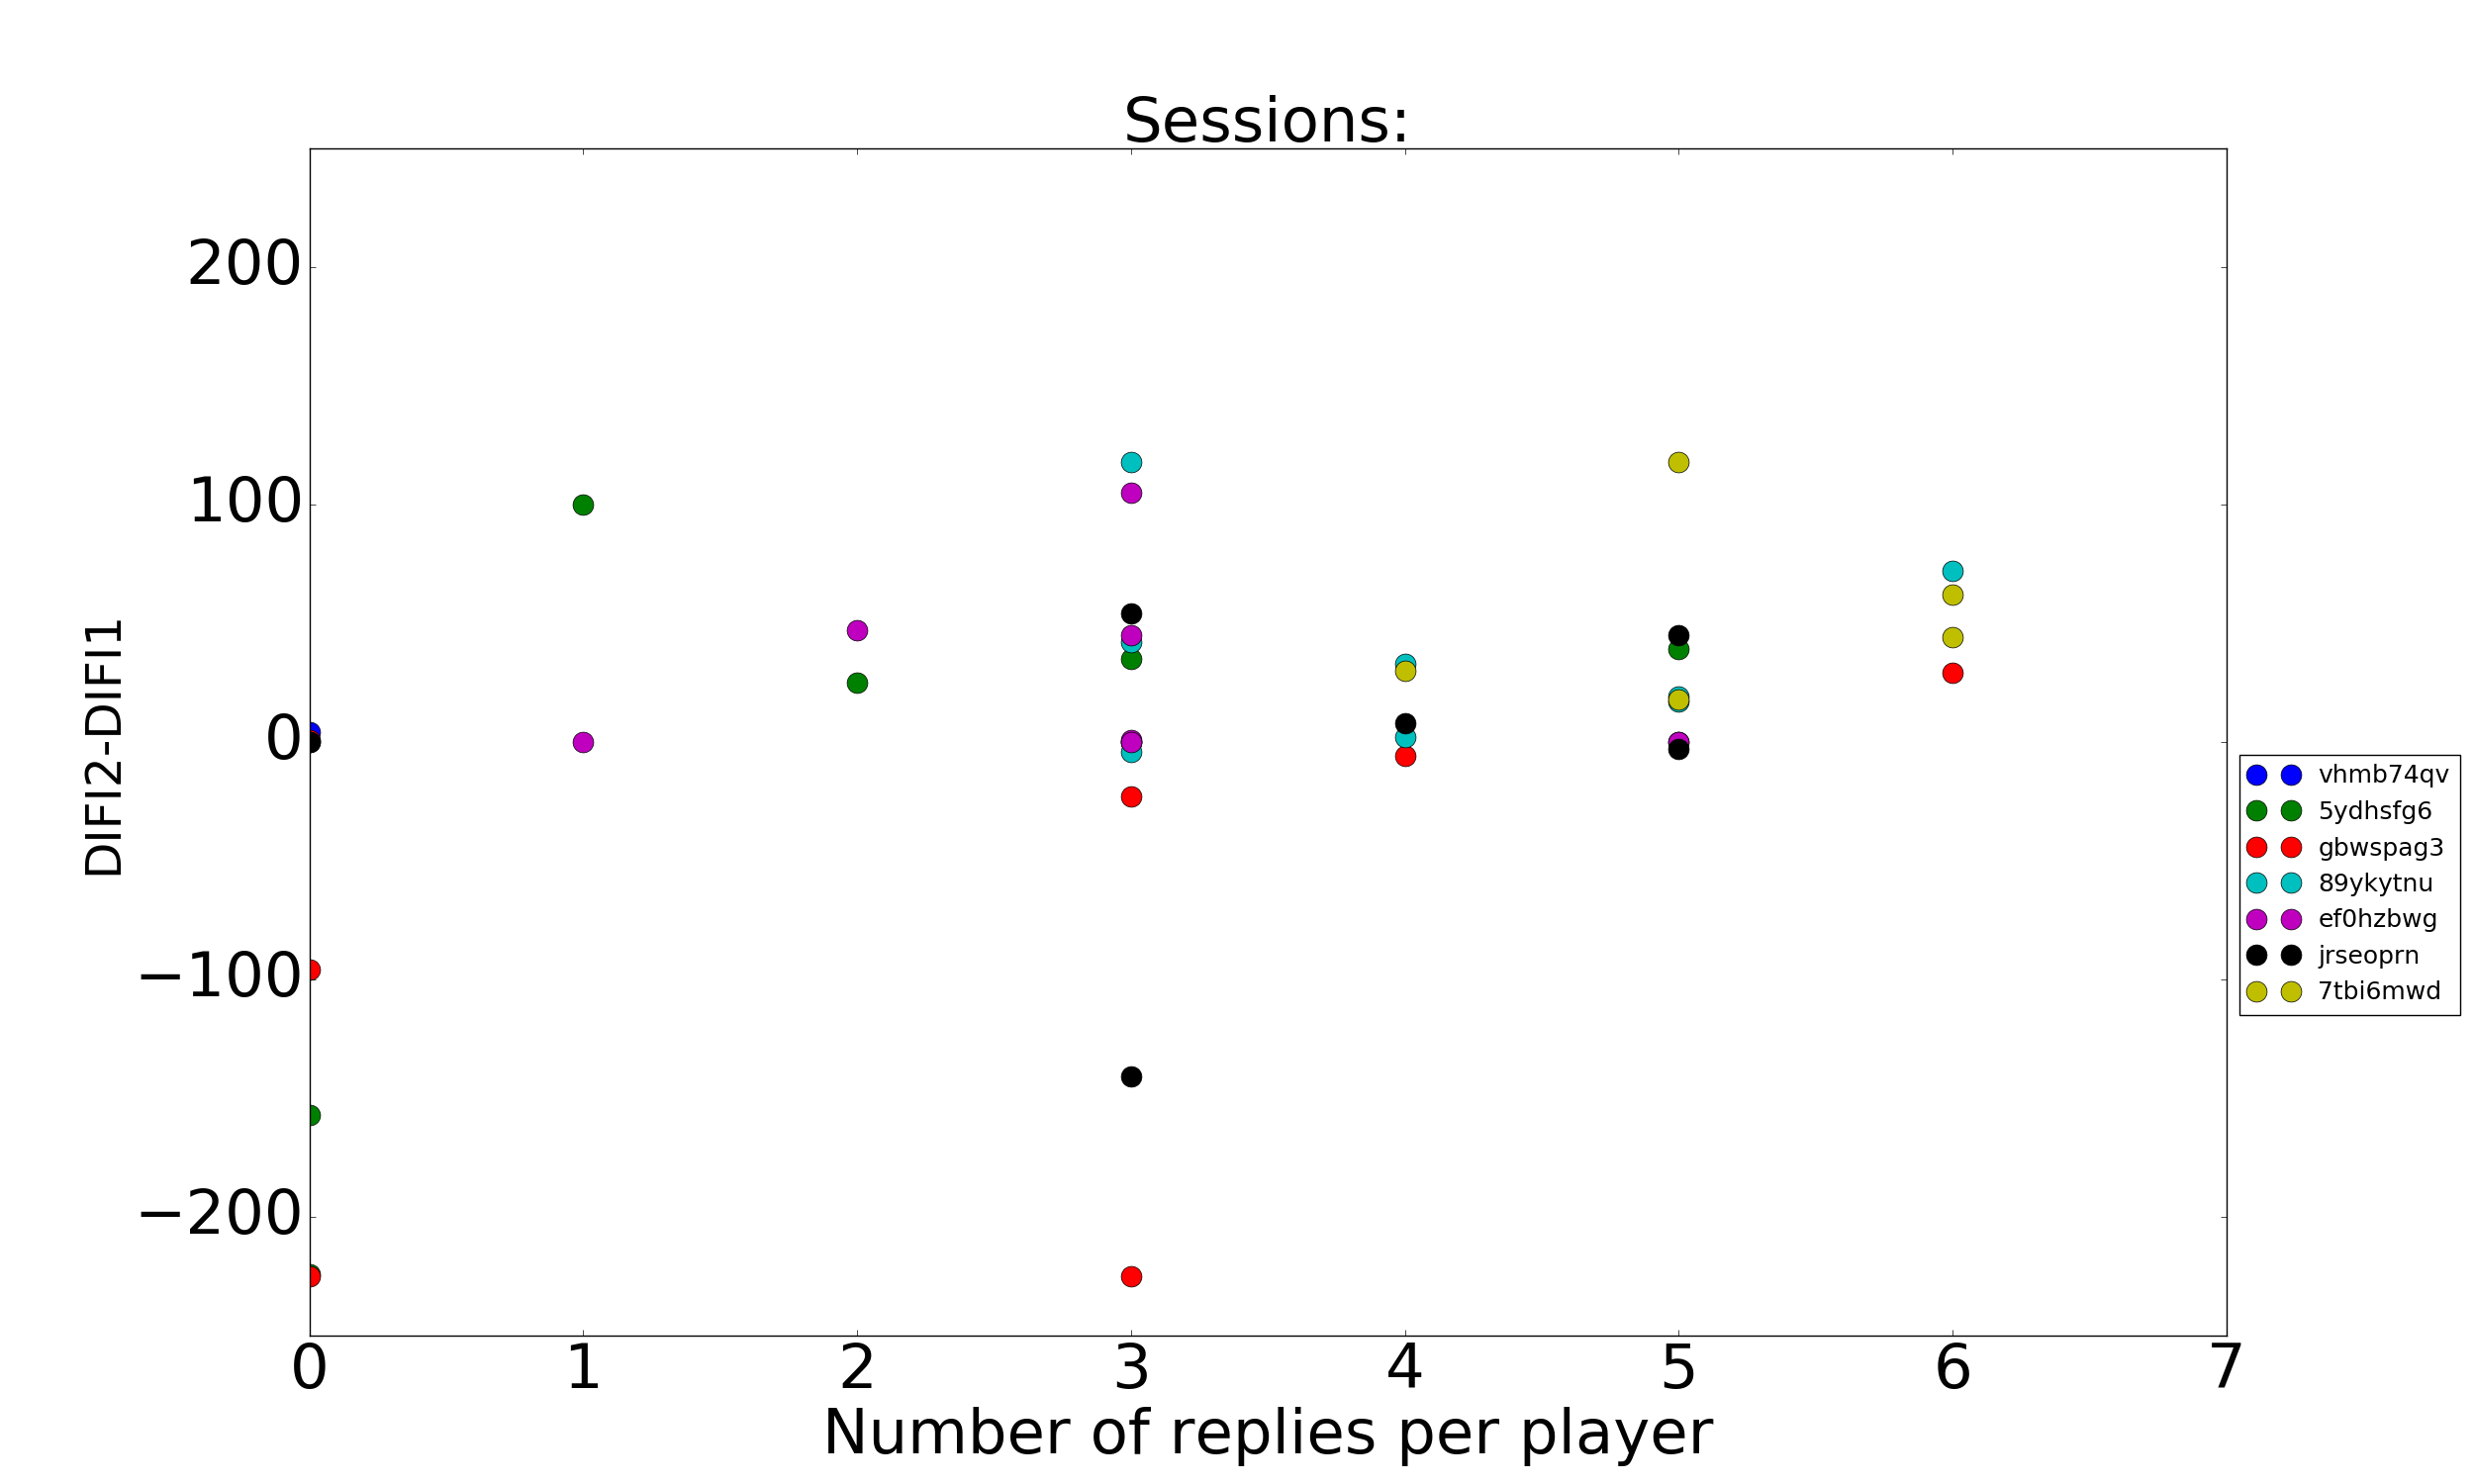 Sessions:
200
100
0
−100
−200
DIFI2-DIFI1
0 1 2 3 4 5 6 7
Number of replies per player
vhmb74qv
5ydhsfg6
gbwspag3
89ykytnu
ef0hzbwg
jrseoprn
7tbi6mwd